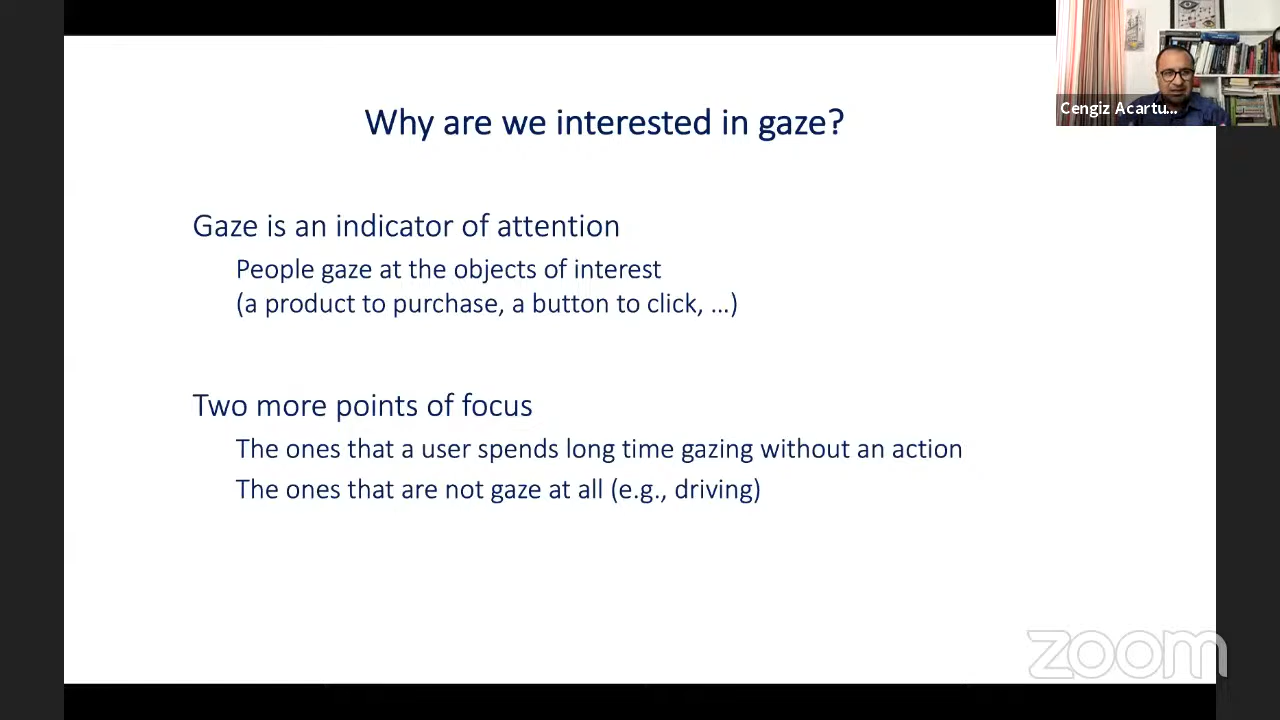 Cengiz Acartu...
Why are we interested in gaze?
Gaze is an indicator of attention
People gaze at the objects of interest
(a product to purchase, a button to click, …)
Two more points of focus
The ones that a user spends long time gazing without an action
The ones that are not gaze at all (e.g., driving)
zoom